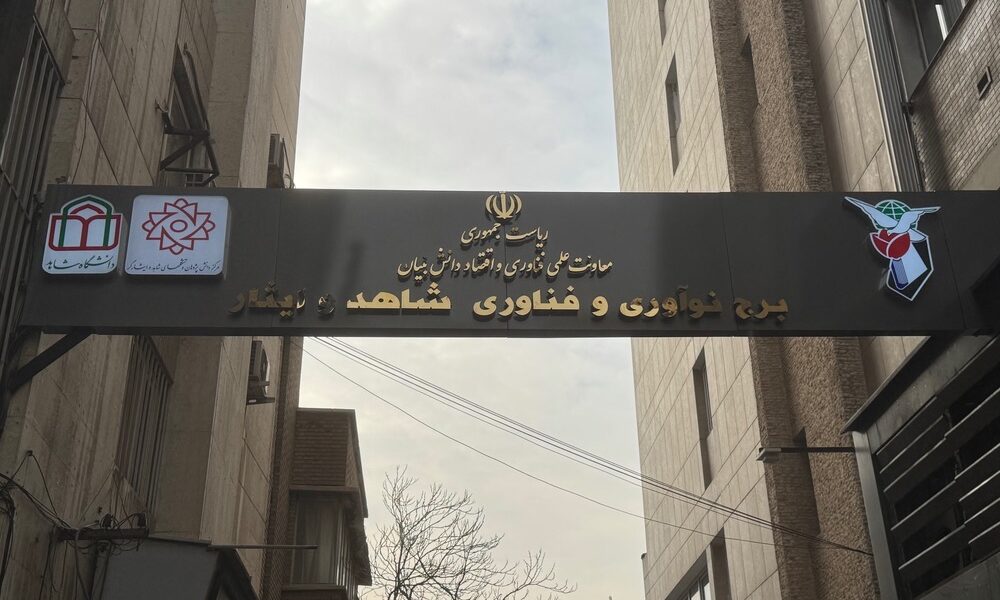 ریاست جمهوری
معاونت علمی فناوری و اقتصاد دانش بنیان
برج نوآوری و فناوری شاهد و ایثار
دانشگاه شاهد